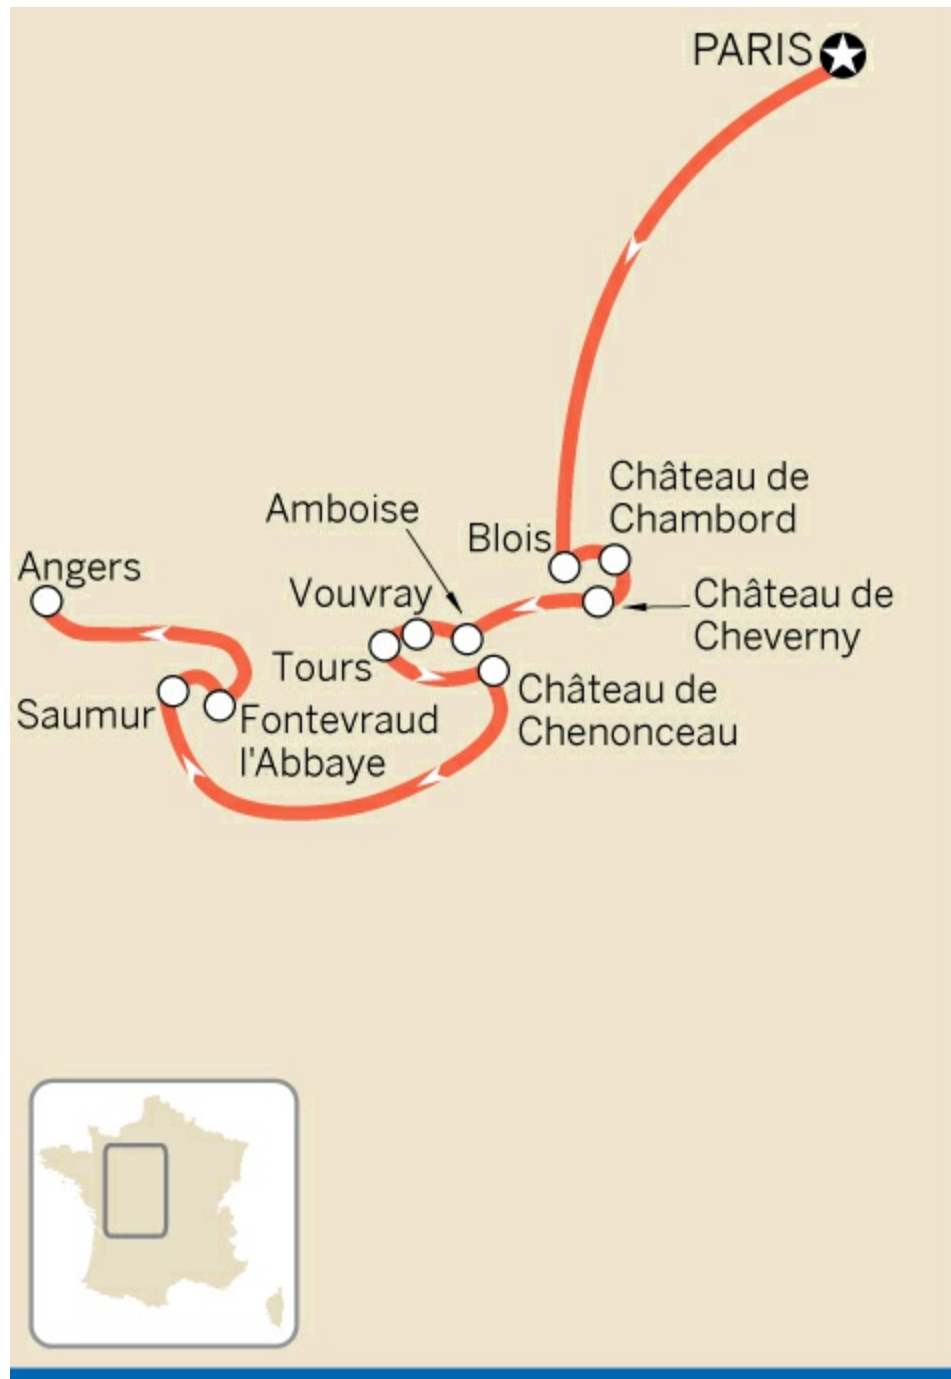 PARIS
Château de
Chambord
Amboise
Blois
Angers
Vouvray
Château de
Cheverny
Tours
Château de
Chenonceau
Saumur
Fontevraud
l'Abbaye